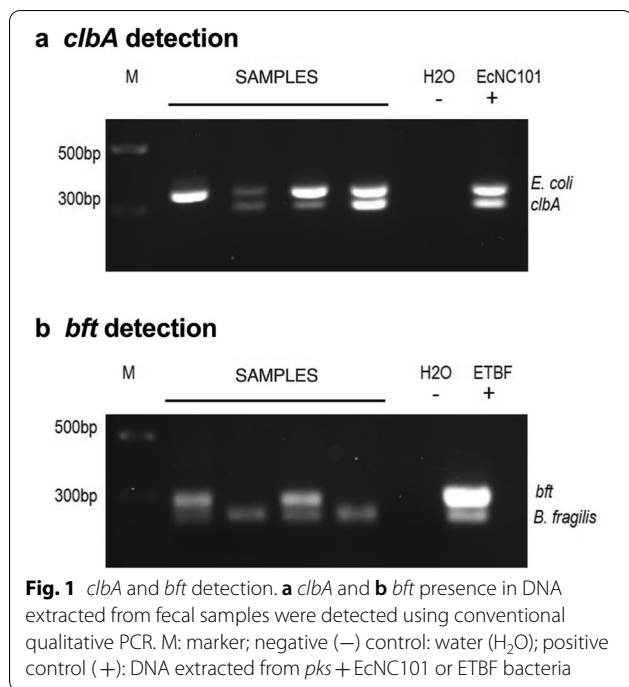 a clbA detection
M SAMPLES H2O EcNC101
- +
500bp
E. coli
300bp
clbA
b bft detection
M SAMPLES H2O ETBF
- +
500bp
300bp bft
B. fragilis
Fig. 1 clbA and bft detection. a clbA and b bft presence in DNA
extracted from fecal samples were detected using conventional
qualitative PCR. M: marker; negative (−) control: water (H₂O); positive
control (+): DNA extracted from pks + EcNC101 or ETBF bacteria